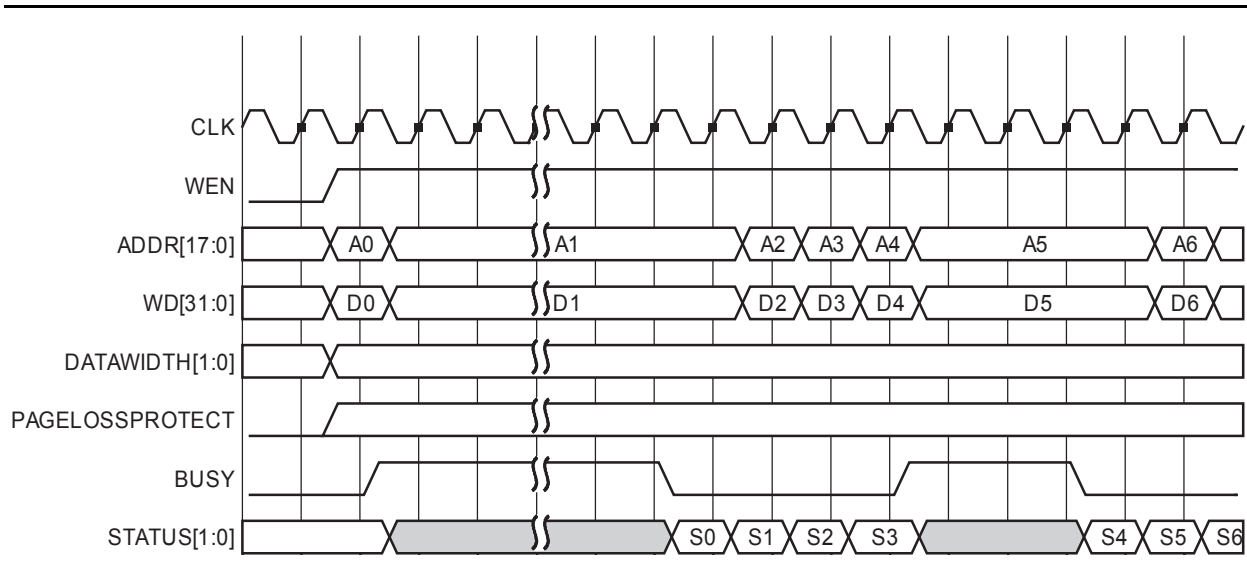 CLK
WEN
ADDR[17:0] A0 A1 A2 A3 A4 A5 A6
WD[31:0] D0 D1 D2 D3 D4 D5 D6
DATAWIDTH[1:0]
PAGELOSSPROTECT
BUSY
STATUS[1:0] S0 S1 S2 S3 S4 S5 S6